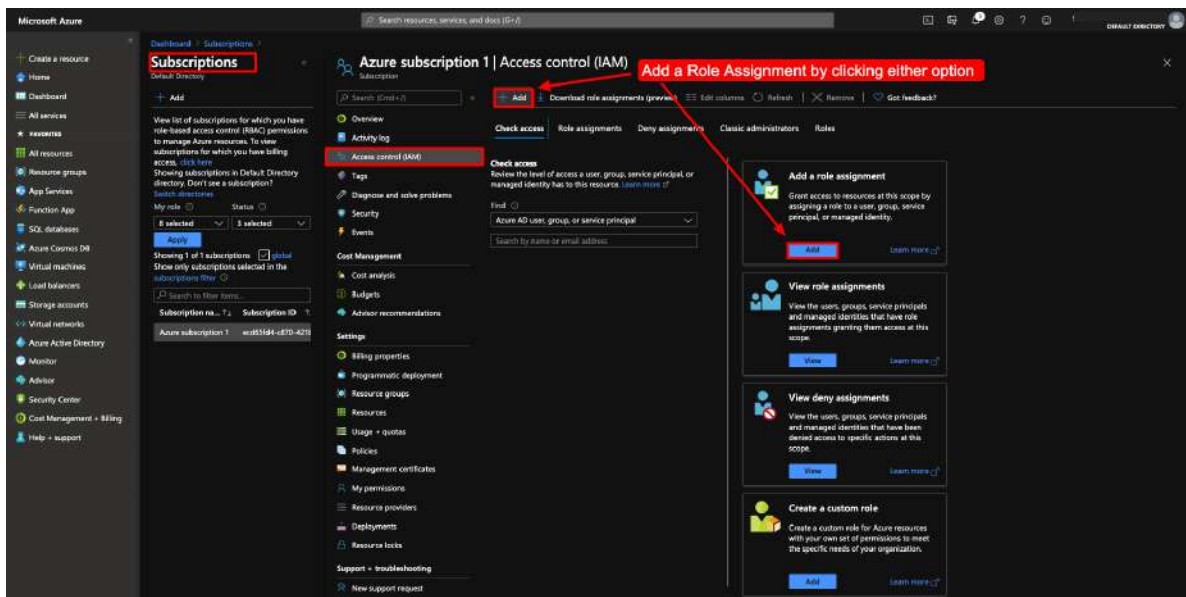 Microsoft Azure
Search resources, services, and docs (G+/)
DEFAULT DIRECTORY
Create a resource
Home
Dashboard
All services
FAVORITES
All resources
Resource groups
App Services
Function App
SQL databases
Azure Cosmos DB
Virtual machines
Load balancers
Storage accounts
Virtual networks
Azure Active Directory
Monitor
Advisor
Security Center
Cost Management + Billing
Help + support
Dashboard > Subscriptions >
Subscriptions
Default Directory
+ Add
View list of subscriptions for which you have
role-based access control (RBAC) permissions
to manage Azure resources. To view
subscriptions for which you have billing
access, click here
Showing subscriptions in Default Directory
directory. Don't see a subscription?
Switch directories
My role
Status
8 selected
3 selected
Apply
Showing 1 of 1 subscriptions
global
Show only subscriptions selected in the
subscriptions filter
Search to filter items...
Subscription na... ↑↓ Subscription ID ↑
Azure subscription 1
Azure subscription 1 | Access control (IAM)
Subscription
Add a Role Assignment by clicking either option
Search (Cmd+/)
Overview
Activity log
Access control (IAM)
Tags
Diagnose and solve problems
Security
Events
Cost Management
Cost analysis
Budgets
Advisor recommendations
Settings
Billing properties
Programmatic deployment
Resource groups
Resources
Usage + quotas
Policies
Management certificates
My permissions
Resource providers
Deployments
Resource locks
Support + troubleshooting
New support request
+ Add
Download role assignments (preview)
Edit columns
Refresh
Remove
Got feedback?
Check access
Role assignments
Deny assignments
Classic administrators
Roles
Check access
Review the level of access a user, group, service principal, or
managed identity has to this resource. Learn more
Find
Azure AD user, group, or service principal
Search by name or email address
Add a role assignment
Grant access to resources at this scope by
assigning a role to a user, group, service
principal, or managed identity.
Add
Learn more
View role assignments
View the users, groups, service principals
and managed identities that have role
assignments granting them access at this
scope.
View
Learn more
View deny assignments
View the users, groups, service principals
and managed identities that have been
denied access to specific actions at this
scope.
View
Learn more
Create a custom role
Create a custom role for Azure resources
with your own set of permissions to meet
the specific needs of your organization.
Add
Learn more